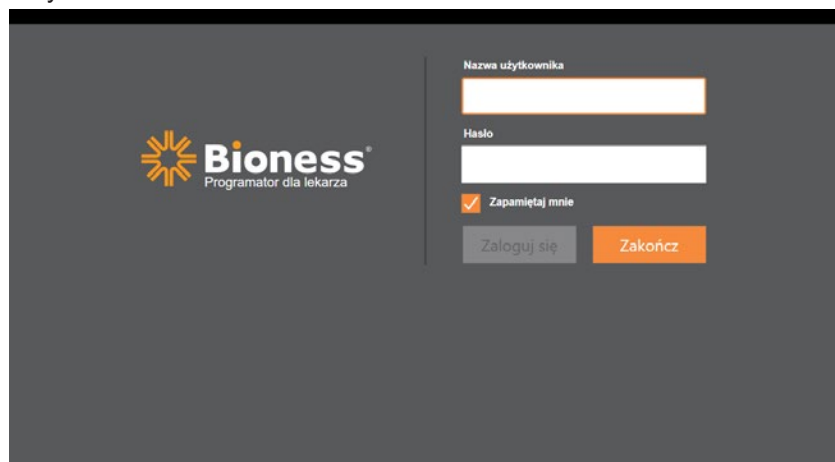 Bioness®
Programator dla lekarza
Nazwa użytkownika
Hasło
Zapamiętaj mnie
Zaloguj się
Zakończ